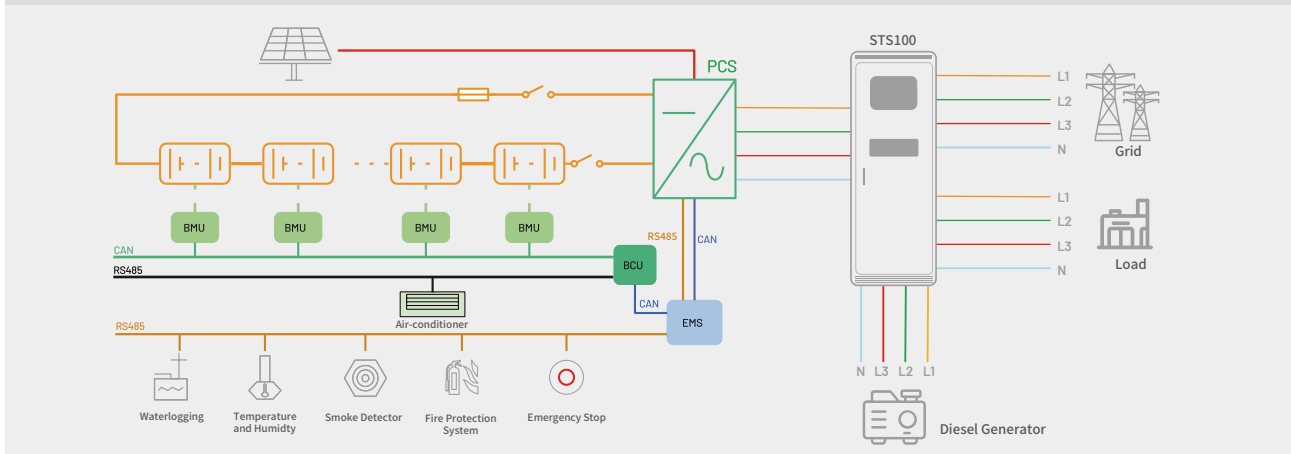 STS100
PCS
L1
L2
L3
N
Grid
BMU
BMU
BMU
BMU
L1
L2
L3
N
Load
CAN
RS485
RS485
CAN
BCU
CAN
Air-conditioner
EMS
RS485
N L3 L2 L1
Waterlogging
Temperature
and Humidty
Smoke Detector
Fire Protection
System
Emergency Stop
Diesel Generator